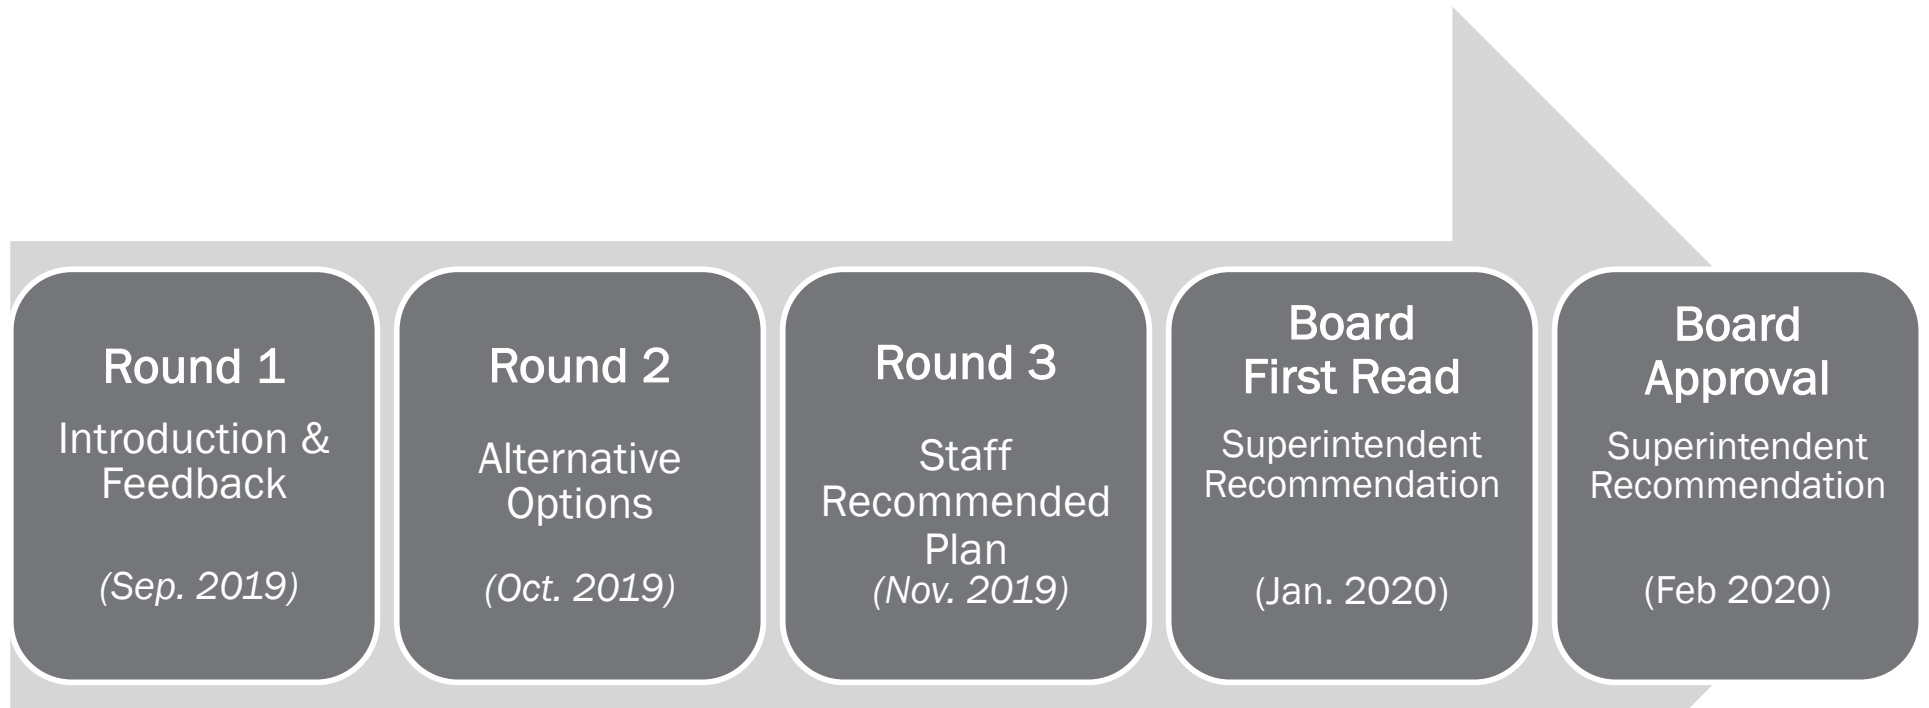 Round 1
Introduction &
Feedback
(Sep. 2019)
Round 2
Alternative
Options
(Oct. 2019)
Round 3
Staff
Recommended
Plan
(Nov. 2019)
Board
First Read
Superintendent
Recommendation
(Jan. 2020)
Board
Approval
Superintendent
Recommendation
(Feb 2020)